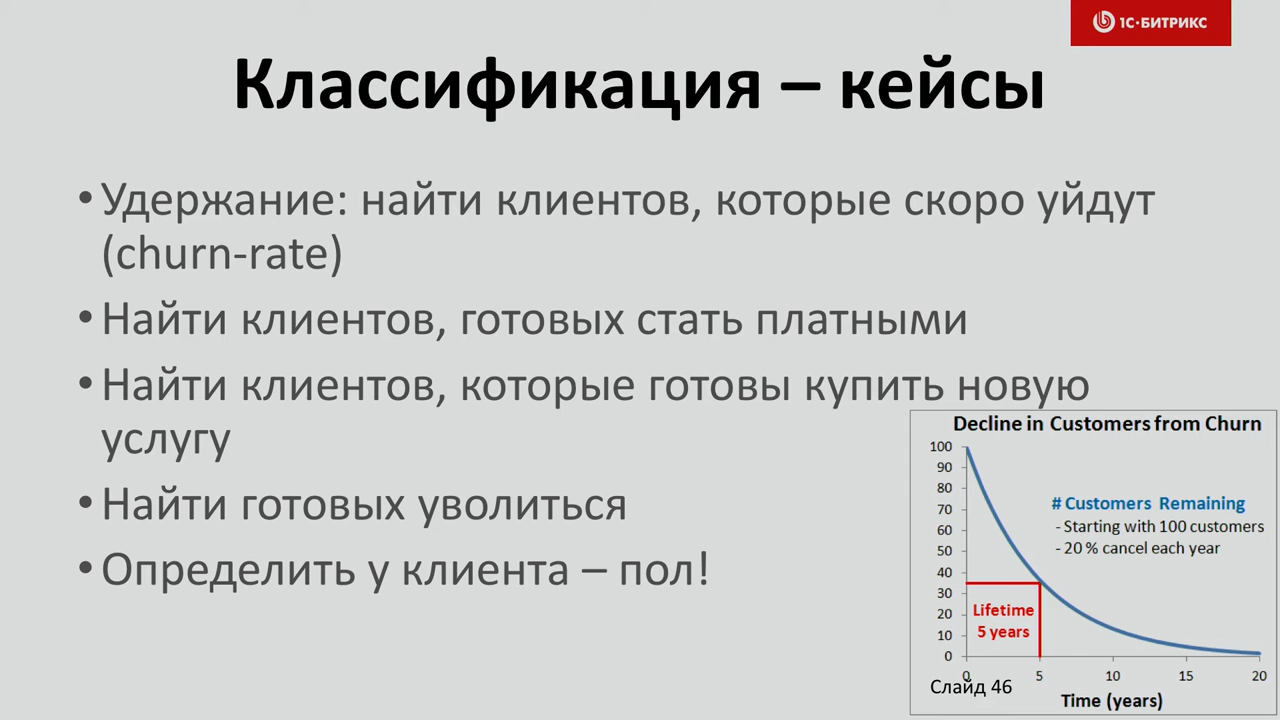 1С·БИТРИКС
Классификация – кейсы
• Удержание: найти клиентов, которые скоро уйдут
(churn-rate)
• Найти клиентов, готовых стать платными
• Найти клиентов, которые готовы купить новую
услугу
• Найти готовых уволиться
• Определить у клиента – пол!
Decline in Customers from Churn
100
90
80
70
60
50
40
30
20
10
0
# Customers Remaining
- Starting with 100 customers
- 20 % cancel each year
Lifetime
5 years
0 5 10 15 20
Time (years)
Слайд 46